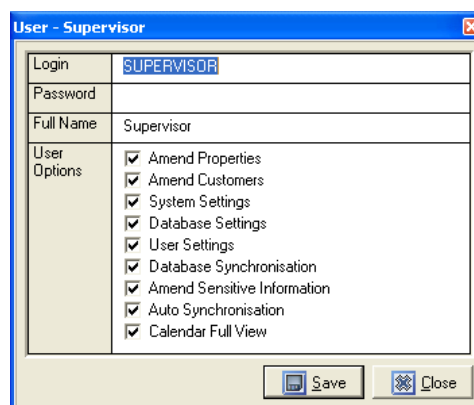 User - Supervisor
Login SUPERVISOR
Password
Full Name Supervisor
User
Options
Amend Properties
Amend Customers
System Settings
Database Settings
User Settings
Database Synchronisation
Amend Sensitive Information
Auto Synchronisation
Calendar Full View
Save Close